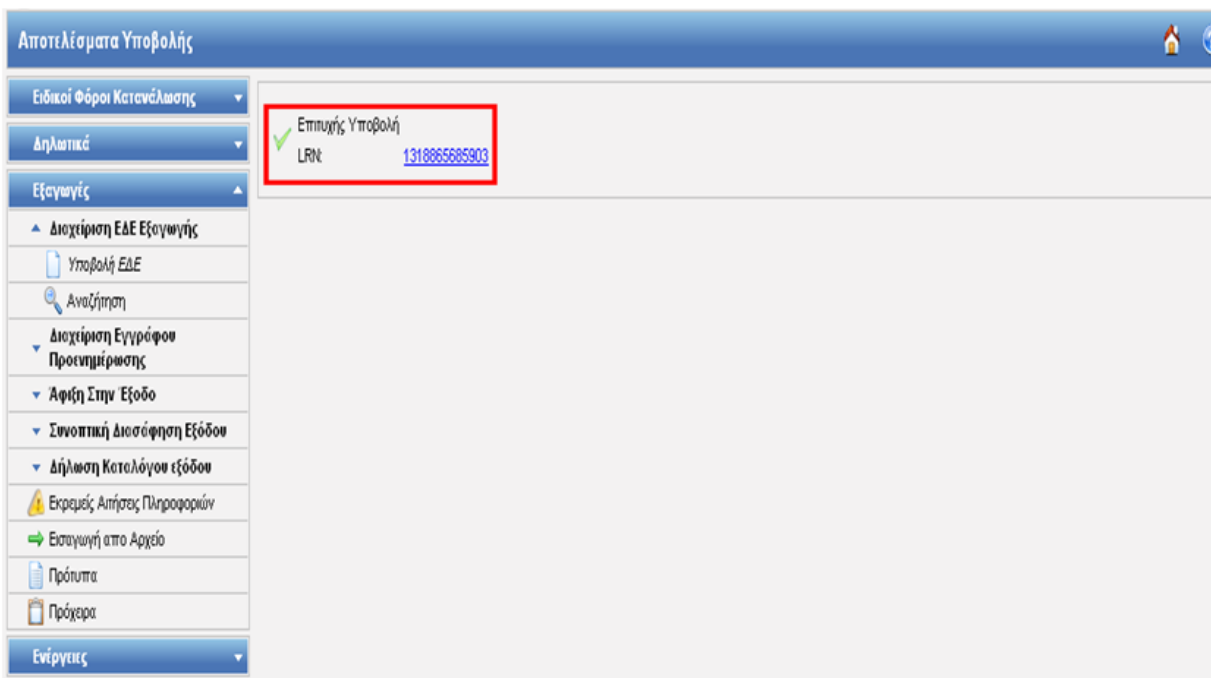 Αποτελέσματα Υποβολής
Ειδικοί Φόροι Κατανάλωσης
Δηλωτικά
Εξαγωγές
Διαχείριση ΕΔΕ Εξαγωγής
Υποβολή ΕΔΕ
Αναζήτηση
Διαχείριση Εγγράφου
Προενημέρωσης
Άφιξη Στην Έξοδο
Συνοπτική Διασάφηση Εξόδου
Δήλωση Καταλόγου εξόδου
Εκρεμείς Αιτήσεις Πληροφοριών
Εισαγωγή απο Αρχείο
Πρότυπα
Πρόχειρα
Ενέργειες
Επιτυχής Υποβολή
LRN: 1318865685903